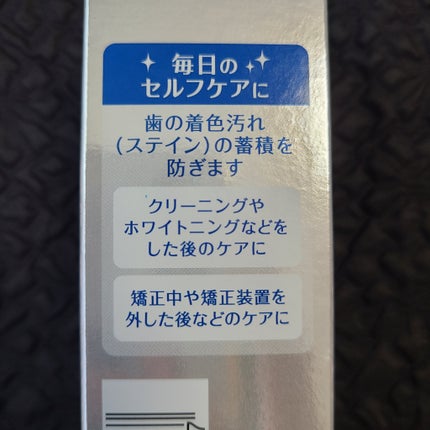 毎日の
セルフケアに
歯の着色汚れ
(ステイン)の蓄積を
防ぎます
クリーニングや
ホワイトニングなどを
した後のケアに
矯正中や矯正装置を
外した後などのケアに